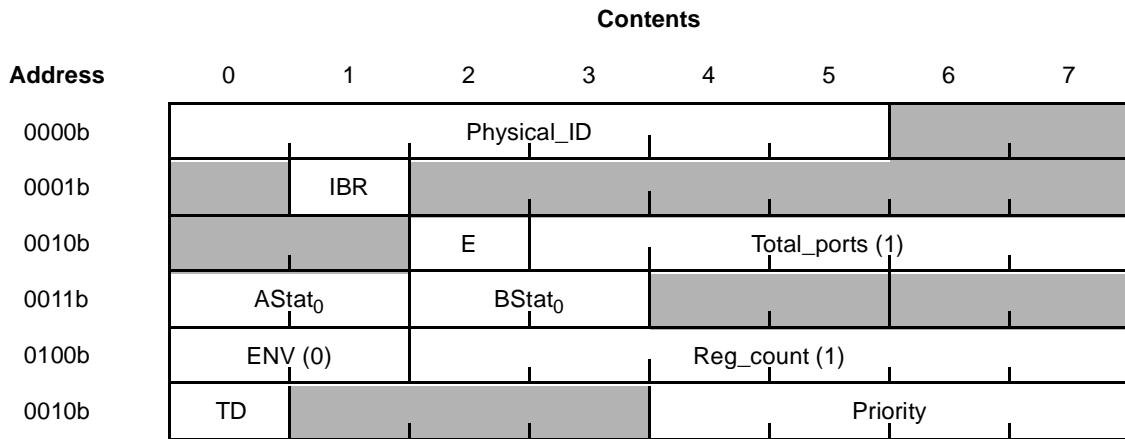 Contents
Address 0 1 2 3 4 5 6 7
0000b Physical_ID
0001b IBR
0010b E Total_ports (1)
0011b AStat0 BStat0
0100b ENV (0) Reg_count (1)
0010b TD Priority